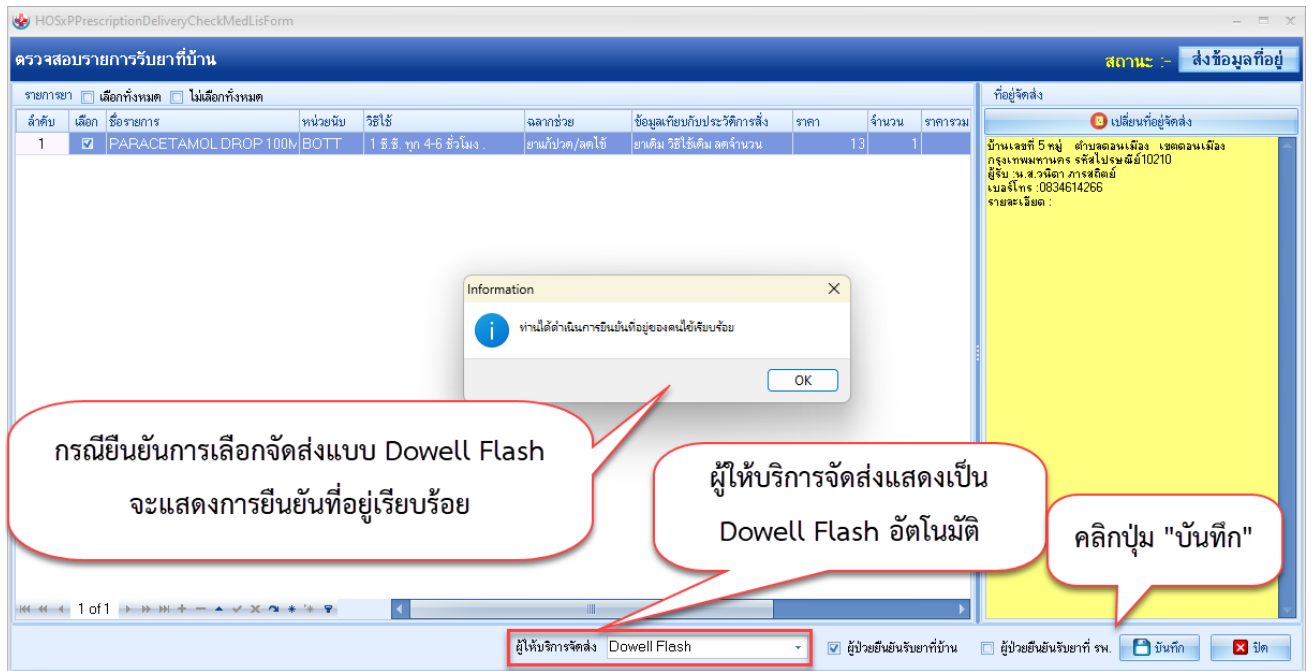 HOSxPPrescriptionDeliveryCheckMedLisForm
ตรวจสอบรายการรับยาที่บ้าน
สถานะ :- ส่งข้อมูลที่อยู่
รายการยา เลือกทั้งหมด ไม่เลือกทั้งหมด
ที่อยู่จัดส่ง
ลำดับ เลือก ชื่อรายการ หน่วยนับ วิธีใช้ ฉลากช่วย ข้อมูลเทียบกับประวัติการสั่ง ราคา จำนวน ราคารวม
เปลี่ยนที่อยู่จัดส่ง
1 PARACETAMOL DROP 100M BOTT 1 ซี.ซี. ทุก 4-6 ชั่วโมง . ยาแก้ปวด/ลดไข้ ยาเดิม วิธีใช้เดิม ลดจำนวน 13 1
บ้านเลขที่ 5 หมู่ ตำบลดอนเมือง เขตดอนเมือง
กรุงเทพมหานคร รหัสไปรษณีย์10210
ผู้รับ :น.ส.วนิดา ภารสถิตย์
เบอร์โทร :0834614266
รายละเอียด :
Information
ท่านได้ดำเนินการยืนยันที่อยู่ของคนไข้เรียบร้อย
OK
กรณียืนยันการเลือกจัดส่งแบบ Dowell Flash
จะแสดงการยืนยันที่อยู่เรียบร้อย
ผู้ให้บริการจัดส่งแสดงเป็น
Dowell Flash อัตโนมัติ
คลิกปุ่ม "บันทึก"
1 of 1
ผู้ให้บริการจัดส่ง Dowell Flash ผู้ป่วยยืนยันรับยาที่บ้าน ผู้ป่วยยืนยันรับยาที่ รพ. บันทึก ปิด